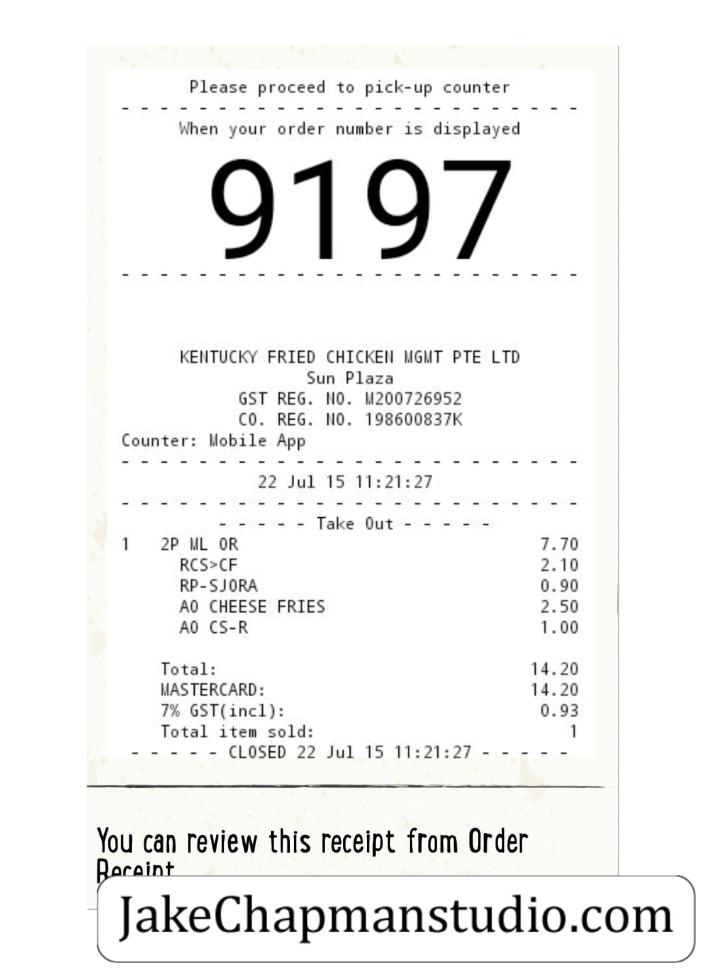 Please proceed to pick-up counter
- - - - - - - - - - - - - - - - - - - - - - - -
When your order number is displayed
9197
- - - - - - - - - - - - - - - - - - - - - - - -
KENTUCKY FRIED CHICKEN MGMT PTE LTD
Sun Plaza
GST REG. NO. M200726952
CO. REG. NO. 198600837K
Counter: Mobile App
- - - - - - - - - - - - - - - - - - - - - - - -
22 Jul 15 11:21:27
- - - - - - - - - - - - - - - - - - - - - - - -
- - - - - Take Out - - - - -
1 2P ML OR 7.70
RCS>CF 2.10
RP-SJORA 0.90
AO CHEESE FRIES 2.50
AO CS-R 1.00
Total: 14.20
MASTERCARD: 14.20
7% GST(incl): 0.93
Total item sold: 1
- - - - - CLOSED 22 Jul 15 11:21:27 - - - - -
You can review this receipt from Order
Receipt
JakeChapmanstudio.com